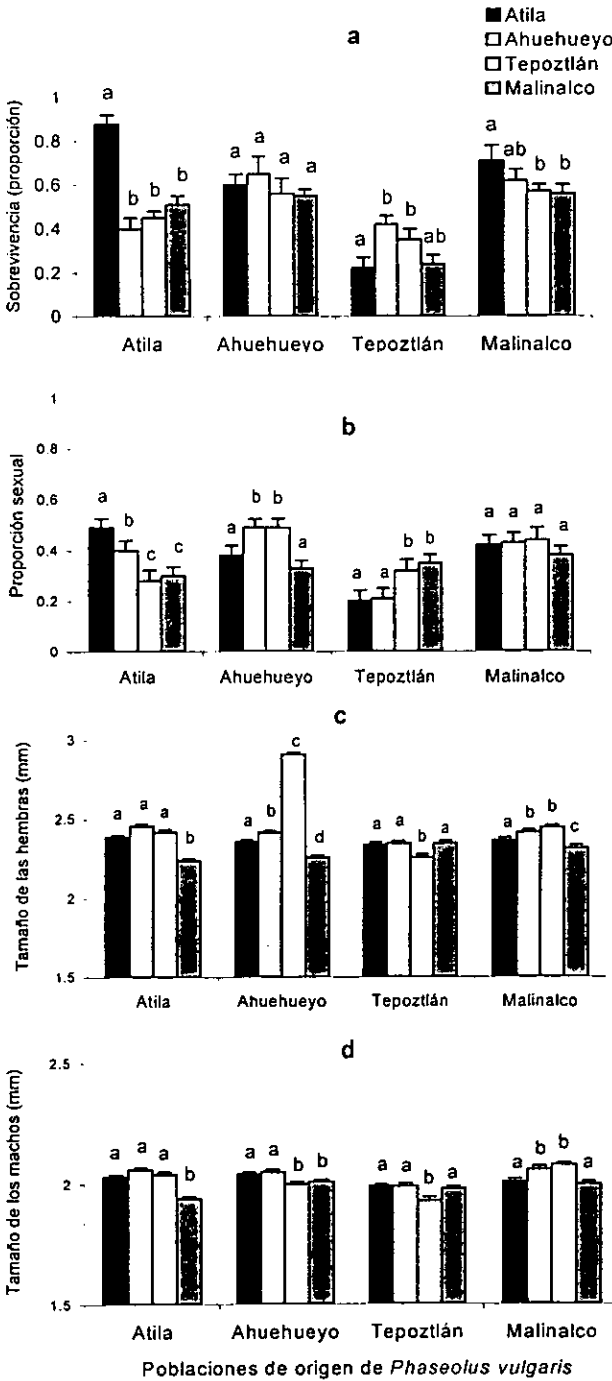 Atila
a
Ahuehueyo
Tepoztlán
Malinalco
Sobrevivencia (proporción)
1
0.8
0.6
0.4
0.2
0
a b b b
a a a a
a b b ab
a ab b b
Atila Ahuehueyo Tepoztlán Malinalco
b
Proporción sexual
1
0.8
0.6
0.4
0.2
0
a b c c
a b b a
a a b b
a a a a
Atila Ahuehueyo Tepoztlán Malinalco
c
Tamaño de las hembras (mm)
3
2.5
2
1.5
a a a b
a b c d
a a b a
a b b c
Atila Ahuehueyo Tepoztlán Malinalco
d
Tamaño de los machos (mm)
2.5
2
1.5
a a a b
a a b b
a a b a
a b b a
Atila Ahuehueyo Tepoztlán Malinalco
Poblaciones de origen de Phaseolus vulgaris